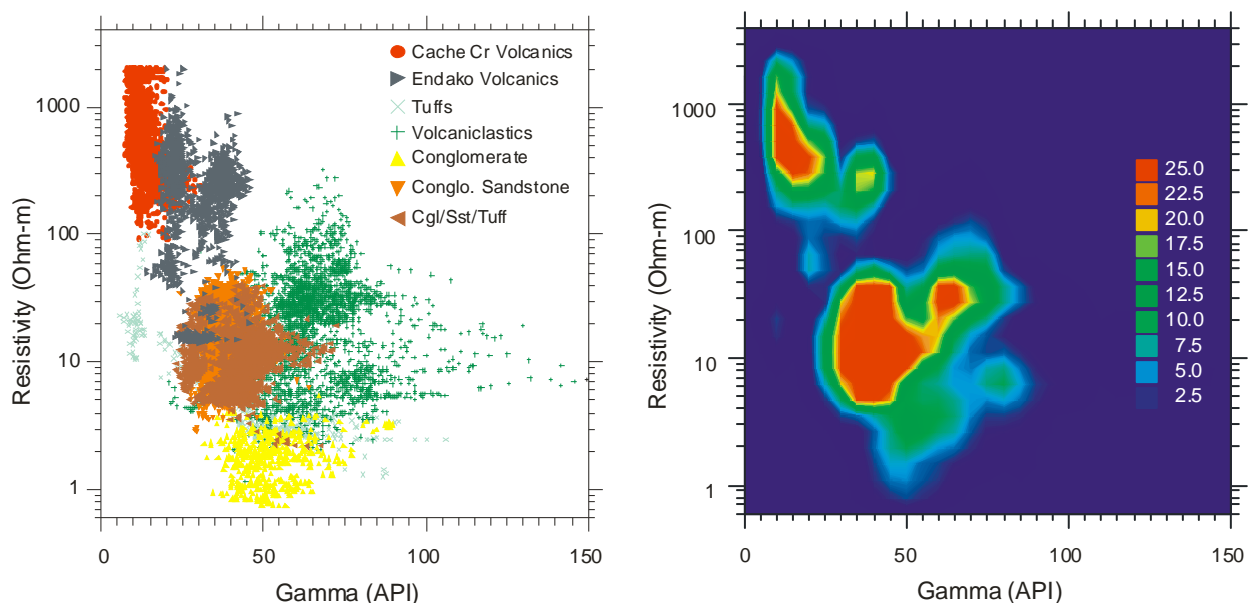 Resistivity (Ohm-m)
1000
100
10
1
Cache Cr Volcanics
Endako Volcanics
Tuffs
Volcaniclastics
Conglomerate
Conglo. Sandstone
Cgl/Sst/Tuff
0 50 100 150
Gamma (API)
Resistivity (Ohm-m)
1000
100
10
1
25.0
22.5
20.0
17.5
15.0
12.5
10.0
7.5
5.0
2.5
0 50 100 150
Gamma (API)